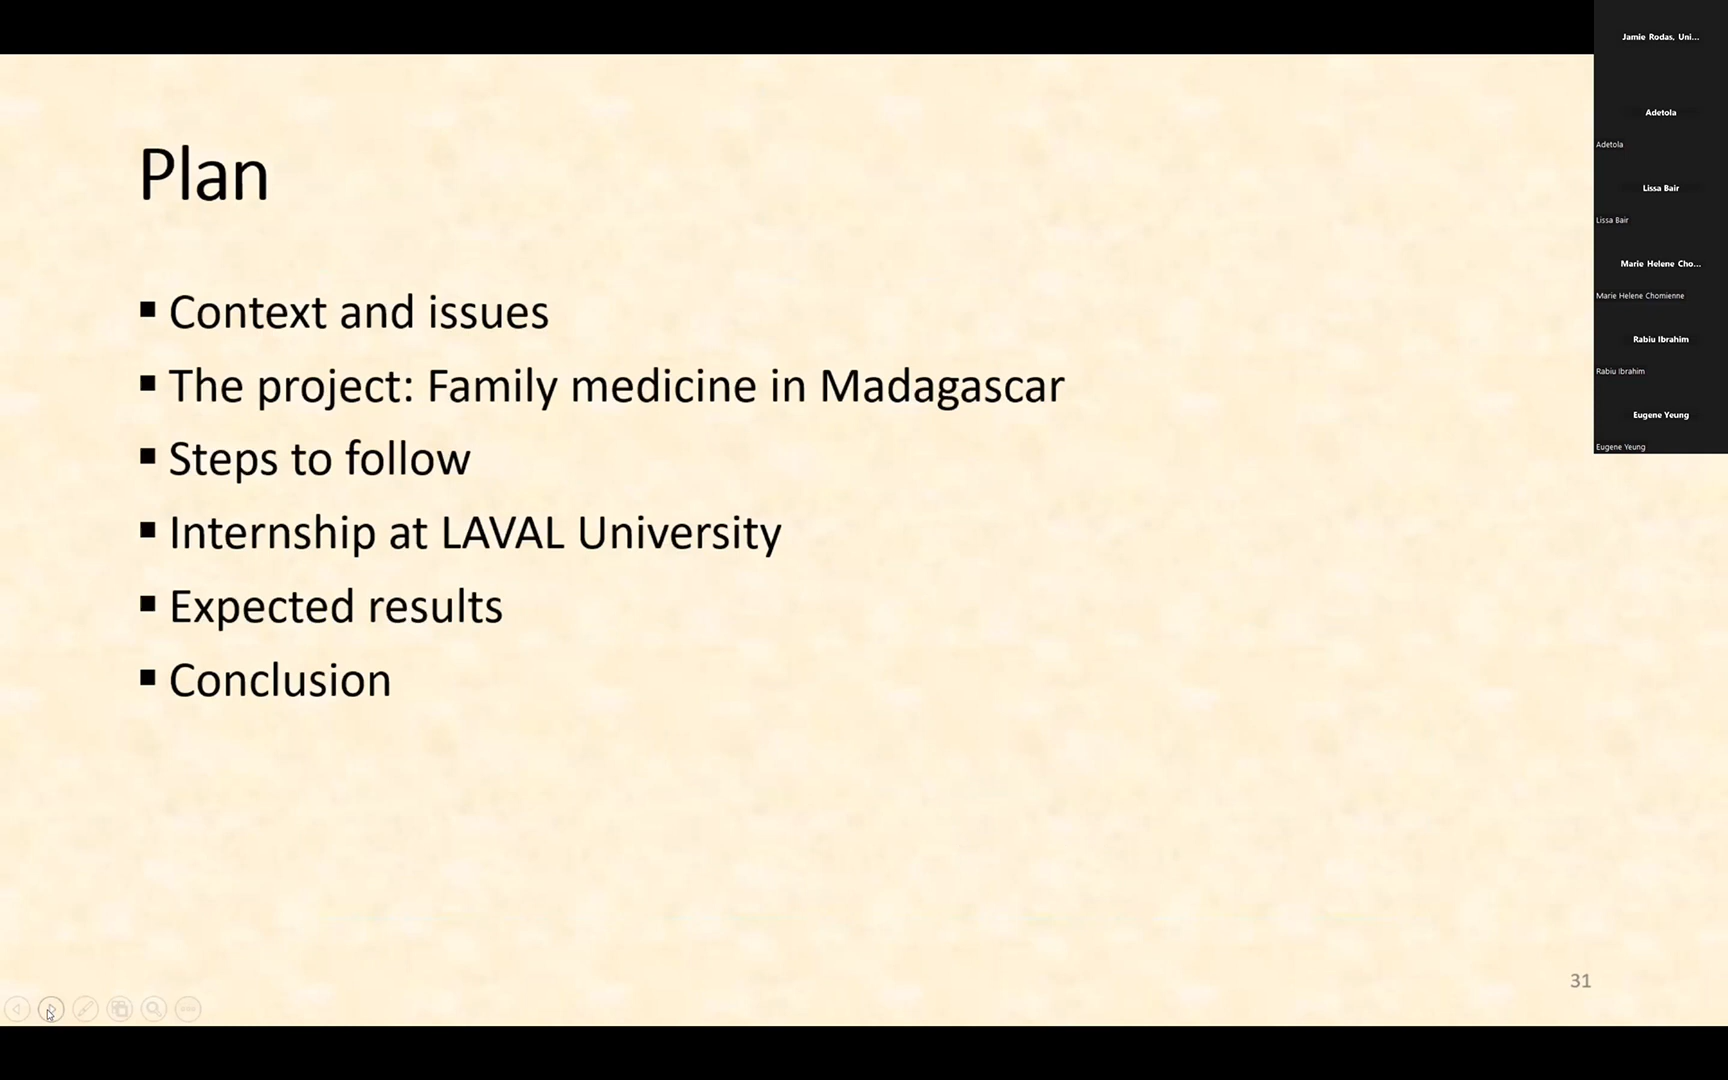 Plan
▪ Context and issues
▪ The project: Family medicine in Madagascar
▪ Steps to follow
▪ Internship at LAVAL University
▪ Expected results
▪ Conclusion
31
Jamie Rodas, Uni...
Adetola
Adetola
Lissa Bair
Lissa Bair
Marie Helene Cho...
Marie Helene Chomienne
Rabiu Ibrahim
Rabiu Ibrahim
Eugene Yeung
Eugene Yeung